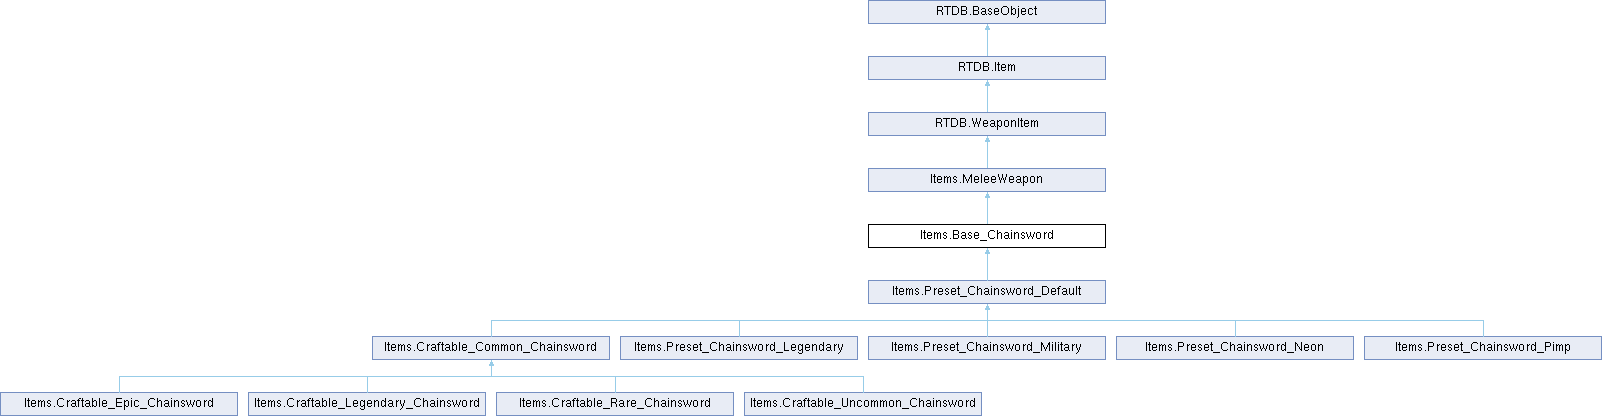 RTDB.BaseObject
RTDB.Item
RTDB.WeaponItem
Items.MeleeWeapon
Items.Base_Chainsword
Items.Preset_Chainsword_Default
Items.Craftable_Common_Chainsword
Items.Preset_Chainsword_Legendary
Items.Preset_Chainsword_Military
Items.Preset_Chainsword_Neon
Items.Preset_Chainsword_Pimp
Items.Craftable_Epic_Chainsword
Items.Craftable_Legendary_Chainsword
Items.Craftable_Rare_Chainsword
Items.Craftable_Uncommon_Chainsword